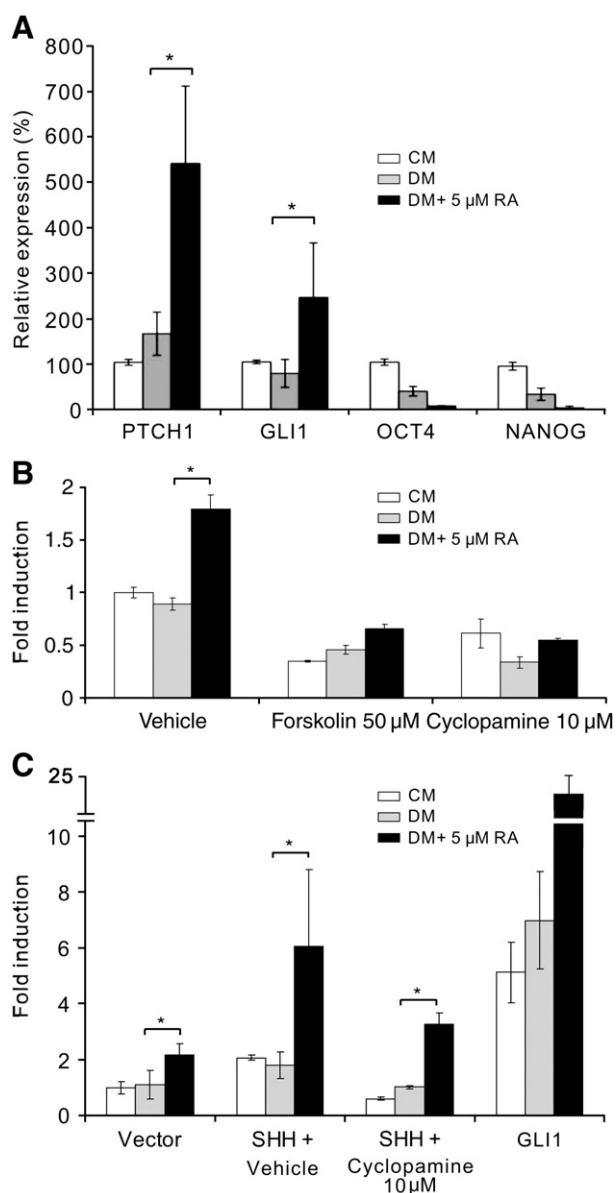 A
Relative expression (%)
800
700
600
500
400
300
200
100
0
*
*
CM
DM
DM+ 5 µM RA
PTCH1 GLI1 OCT4 NANOG
B
Fold induction
2
1.5
1
0.5
0
*
CM
DM
DM+ 5 µM RA
Vehicle Forskolin 50 µM Cyclopamine 10 µM
C
Fold induction
25
10
8
6
4
2
0
*
*
*
CM
DM
DM+ 5 µM RA
Vector SHH + SHH + GLI1
Vehicle Cyclopamine
10µM